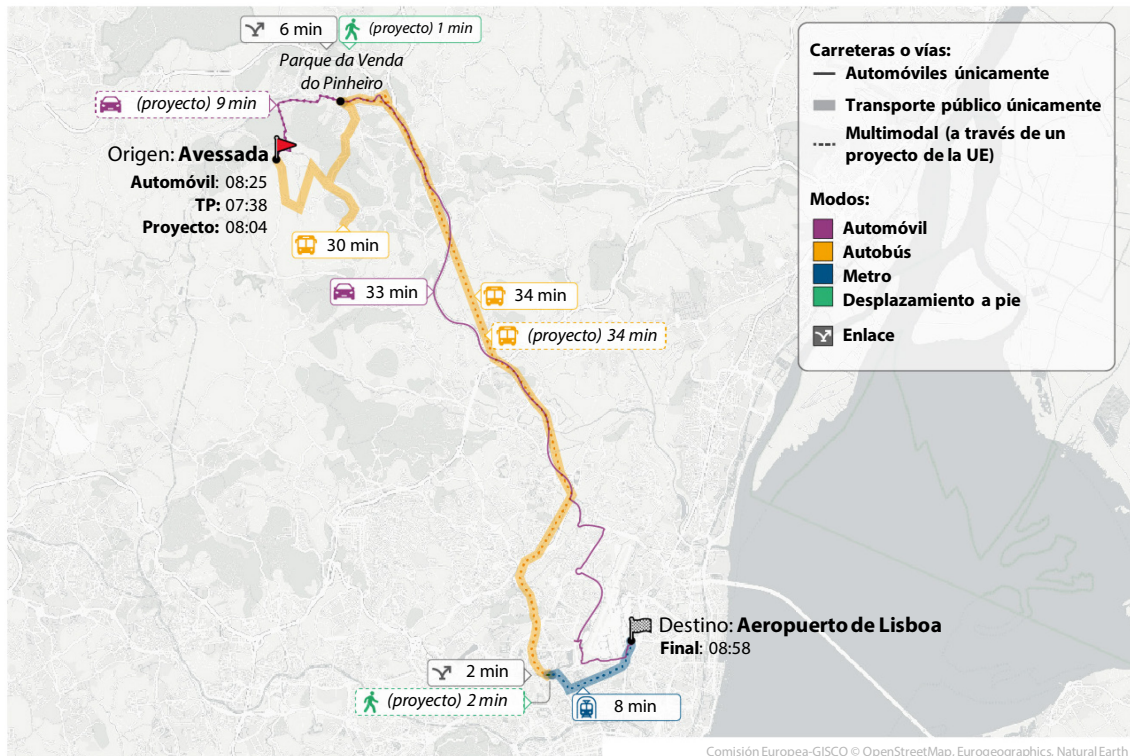 6 min
(proyecto) 1 min
Parque da Venda
do Pinheiro
(proyecto) 9 min
Origen: Avessada
Automóvil: 08:25
TP: 07:38
Proyecto: 08:04
30 min
33 min
34 min
(proyecto) 34 min
Destino: Aeropuerto de Lisboa
Final: 08:58
2 min
(proyecto) 2 min
8 min
Carreteras o vías:
Automóviles únicamente
Transporte público únicamente
Multimodal (a través de un
proyecto de la UE)
Modos:
Automóvil
Autobús
Metro
Desplazamiento a pie
Enlace
Comisión Europea-GISCO © OpenStreetMap, Eurogeographics, Natural Earth